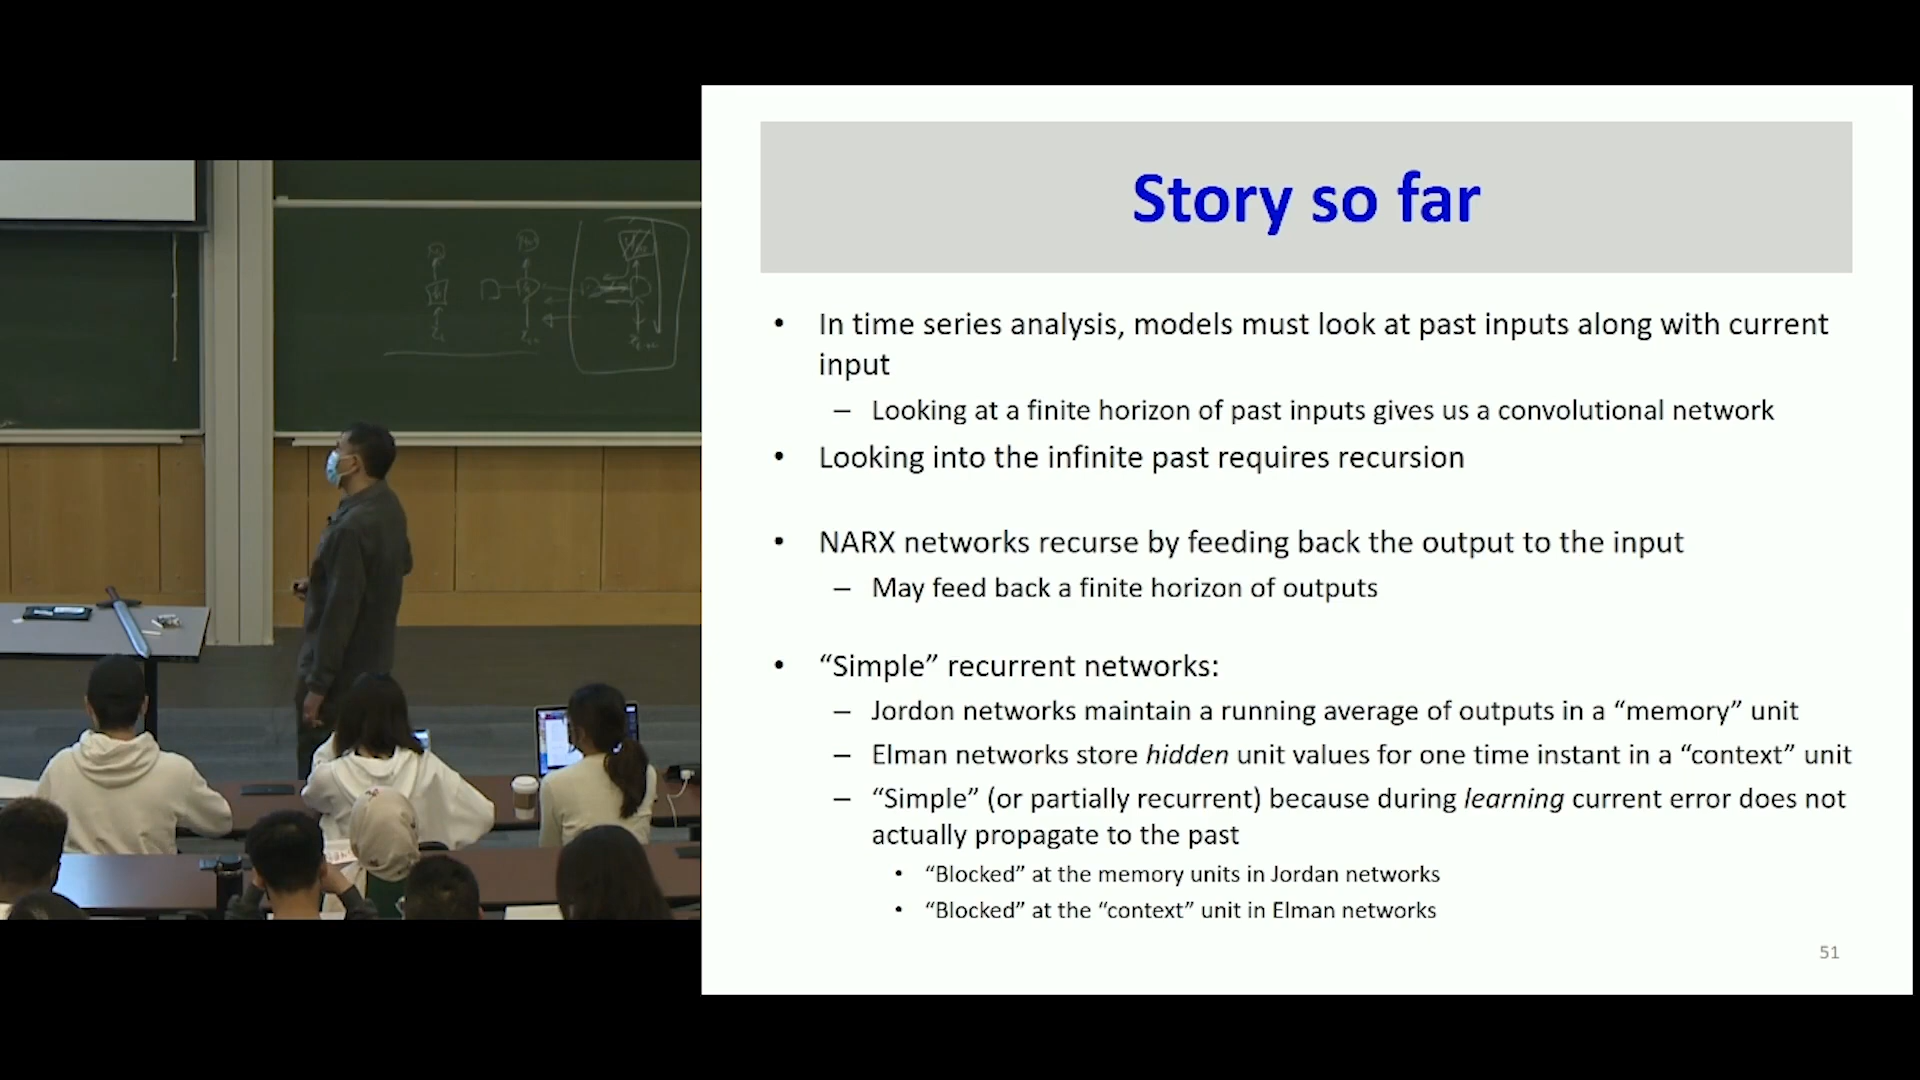 Story so far
• In time series analysis, models must look at past inputs along with current
input
– Looking at a finite horizon of past inputs gives us a convolutional network
• Looking into the infinite past requires recursion
• NARX networks recurse by feeding back the output to the input
– May feed back a finite horizon of outputs
• “Simple” recurrent networks:
– Jordon networks maintain a running average of outputs in a “memory” unit
– Elman networks store hidden unit values for one time instant in a “context” unit
– “Simple” (or partially recurrent) because during learning current error does not
actually propagate to the past
• “Blocked” at the memory units in Jordan networks
• “Blocked” at the “context” unit in Elman networks
51